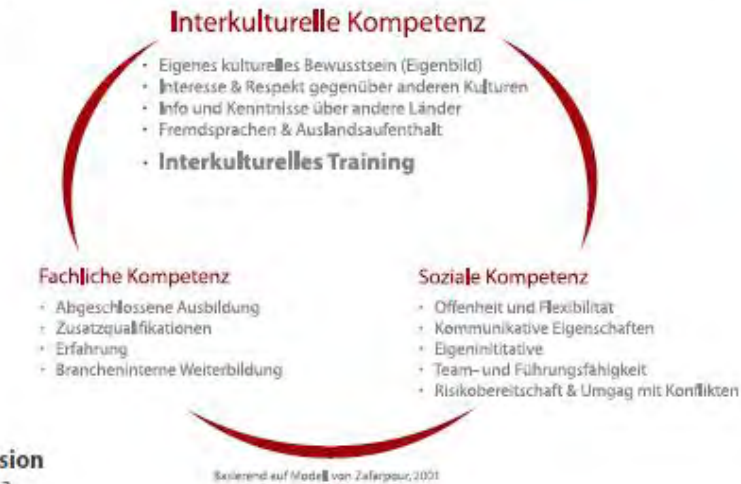 Interkulturelle Kompetenz
· Eigenes kulturelles Bewusstsein (Eigenbild)
· Interesse & Respekt gegenüber anderen Kulturen
· Info und Kenntnisse über andere Länder
· Fremdsprachen & Auslandsaufenthalt
· Interkulturelles Training
Fachliche Kompetenz
· Abgeschlossene Ausbildung
· Zusatzqualifikationen
· Erfahrung
· Brancheninterne Weiterbildung
Soziale Kompetenz
· Offenheit und Flexibilität
· Kommunikative Eigenschaften
· Eigeninititative
· Team- und Führungsfähigkeit
· Risikobereitschaft & Umgag mit Konflikten
sion
Basierend auf Modell von Zafarpour, 2001